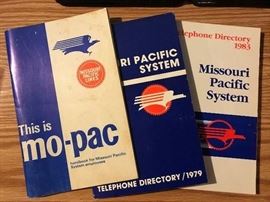 MISSOURI
PACIFIC
LINES
This is
mo-pac
handbook for Missouri Pacific
System employees
RI PACIFIC
SYSTEM
TELEPHONE DIRECTORY/1979
elephone Directory
1983
Missouri
Pacific
System